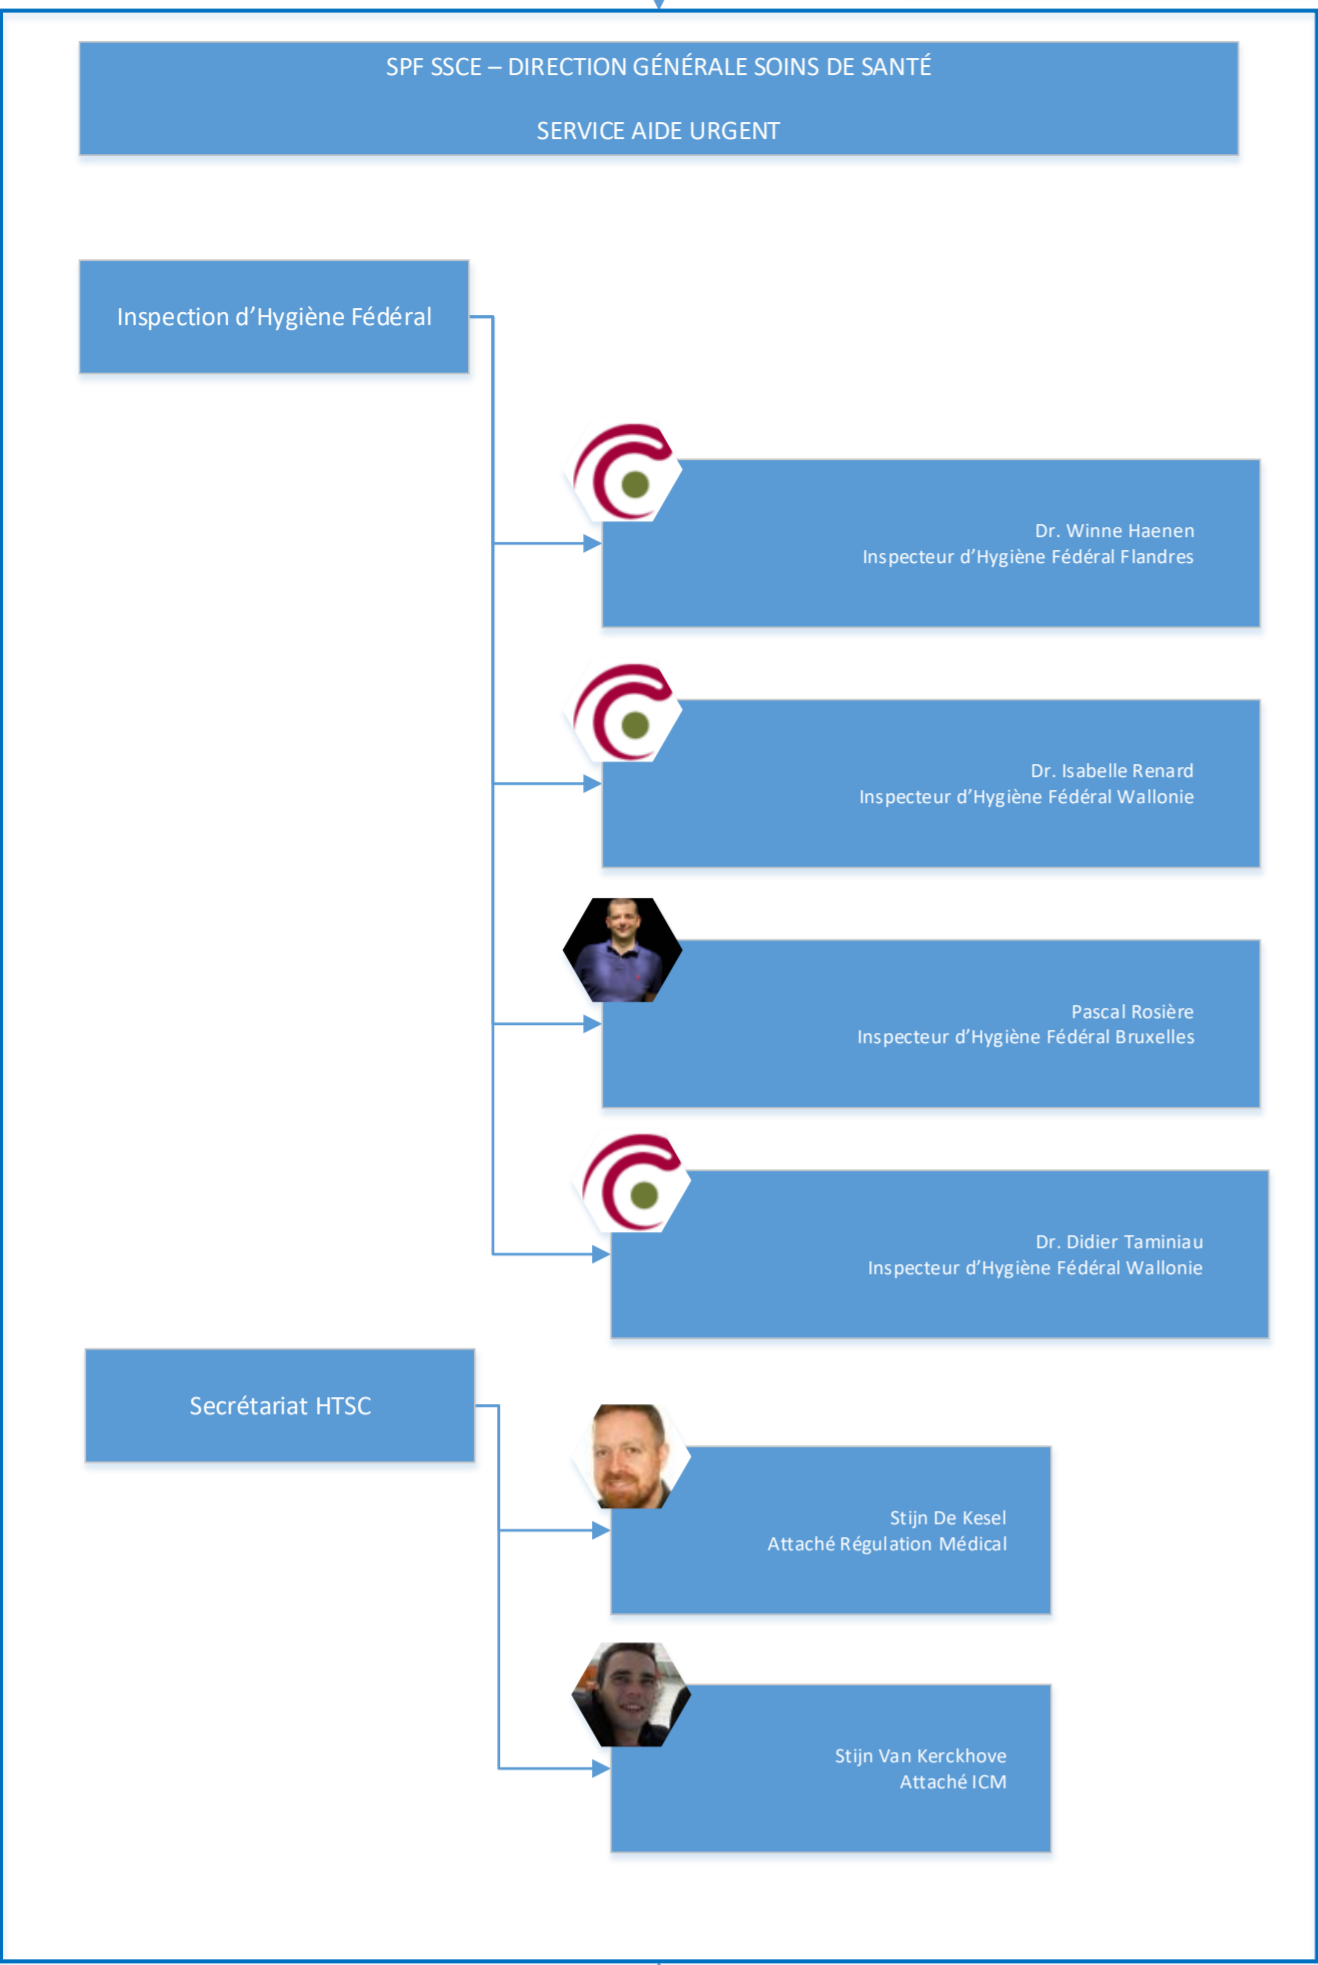 SPF SSCE – DIRECTION GÉNÉRALE SOINS DE SANTÉ
SERVICE AIDE URGENT
Inspection d’Hygiène Fédéral
Dr. Winne Haenen
Inspecteur d’Hygiène Fédéral Flandres
Dr. Isabelle Renard
Inspecteur d’Hygiène Fédéral Wallonie
Pascal Rosière
Inspecteur d’Hygiène Fédéral Bruxelles
Dr. Didier Taminiau
Inspecteur d’Hygiène Fédéral Wallonie
Secrétariat HTSC
Stijn De Kesel
Attaché Régulation Médical
Stijn Van Kerckhove
Attaché ICM